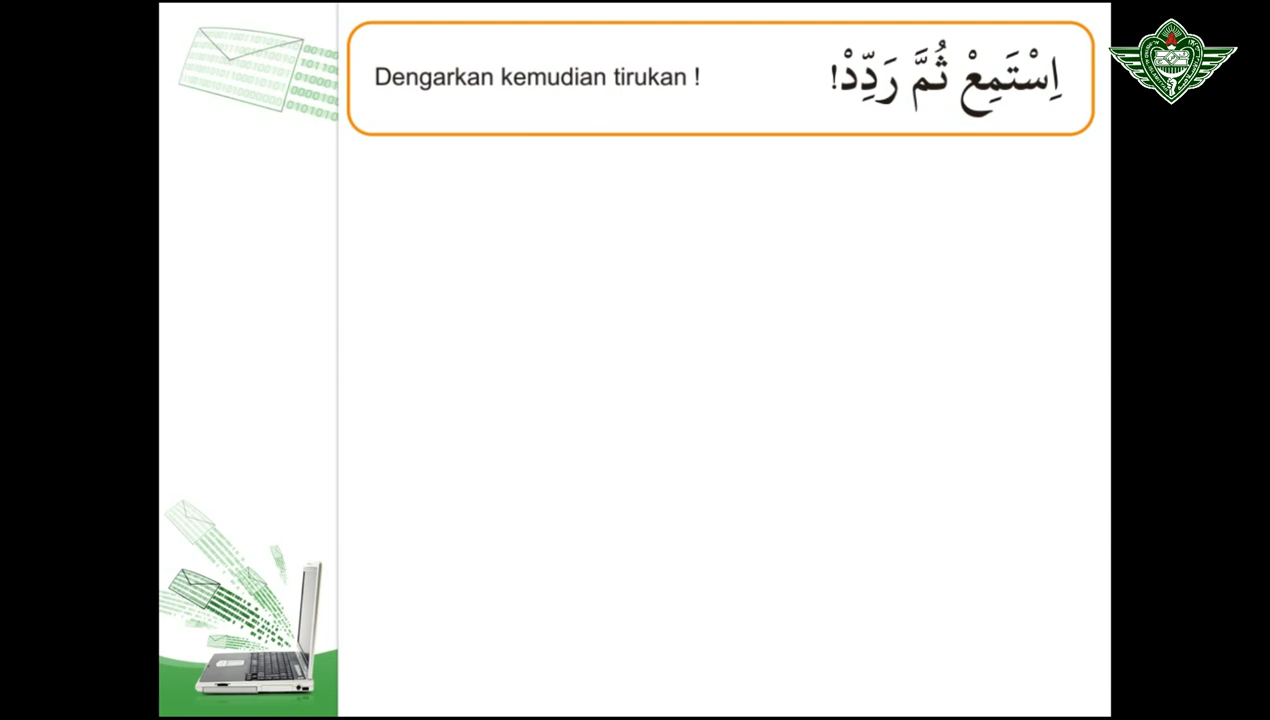 Dengarkan kemudian tirukan !
اِسْتَمِعْ ثُمَّ رَدِّدْ!